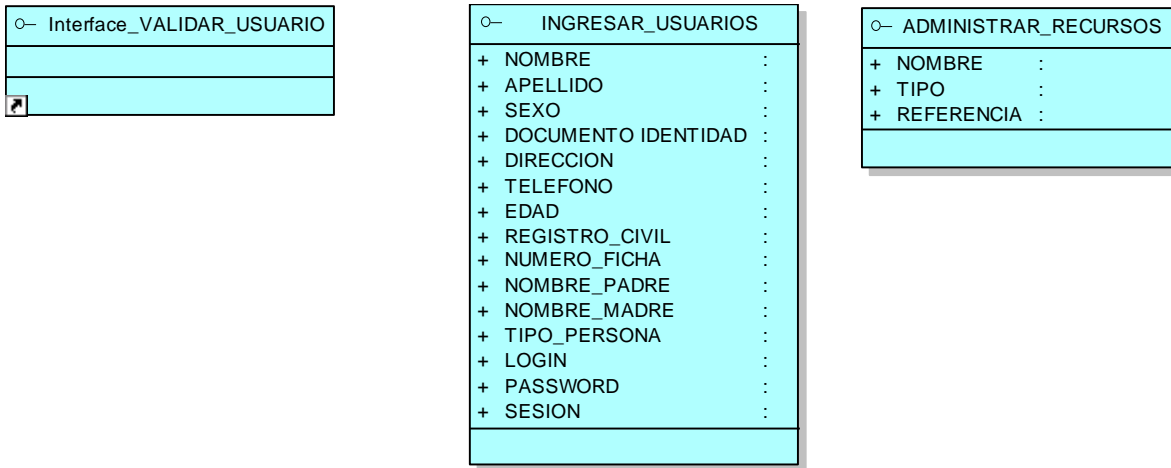 Interface_VALIDAR_USUARIO
INGRESAR_USUARIOS
+ NOMBRE :
+ APELLIDO :
+ SEXO :
+ DOCUMENTO IDENTIDAD :
+ DIRECCION :
+ TELEFONO :
+ EDAD :
+ REGISTRO_CIVIL :
+ NUMERO_FICHA :
+ NOMBRE_PADRE :
+ NOMBRE_MADRE :
+ TIPO_PERSONA :
+ LOGIN :
+ PASSWORD :
+ SESION :
ADMINISTRAR_RECURSOS
+ NOMBRE :
+ TIPO :
+ REFERENCIA :